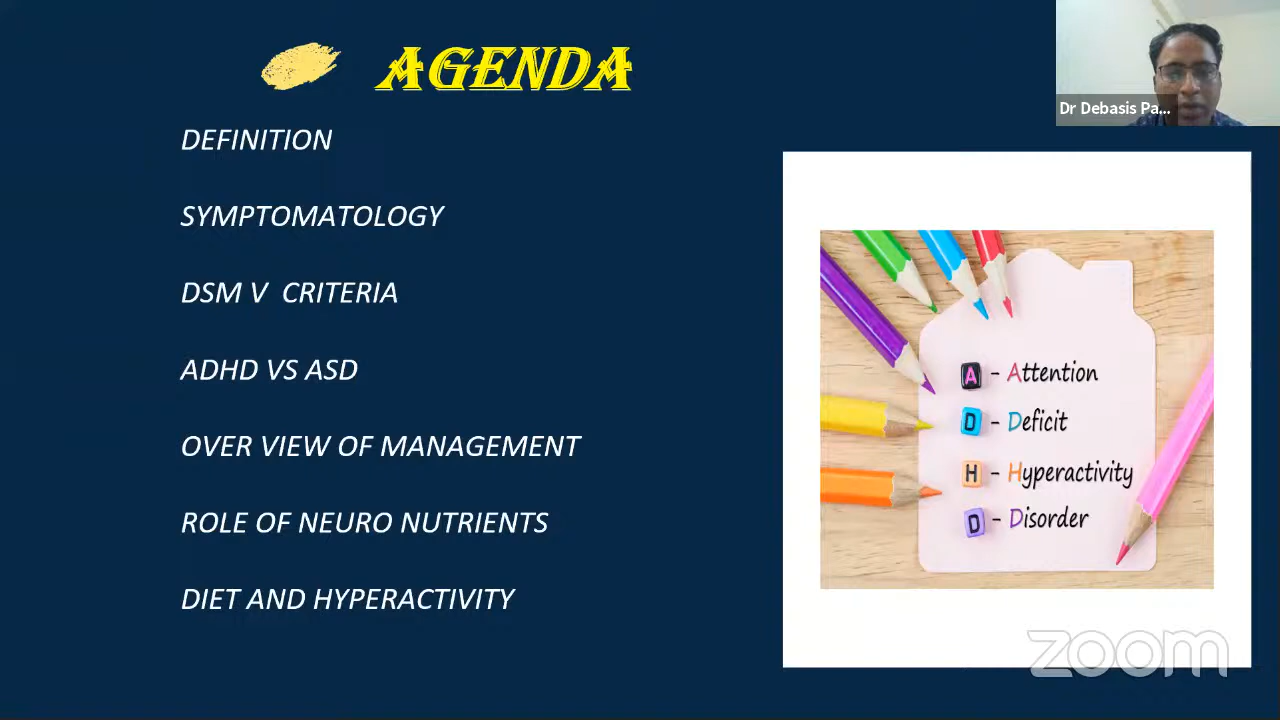 AGENDA
Dr Debasis Pa...
DEFINITION
SYMPTOMATOLOGY
DSM V CRITERIA
ADHD VS ASD
OVER VIEW OF MANAGEMENT
ROLE OF NEURO NUTRIENTS
DIET AND HYPERACTIVITY
A - Attention
D - Deficit
H - Hyperactivity
D - Disorder
zoom